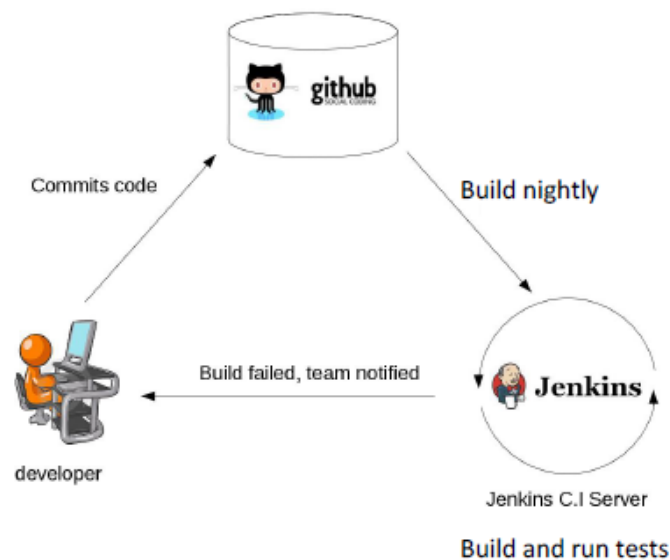 github
SOCIAL CODING
Commits code
Build nightly
Build failed, team notified
Jenkins
developer
Jenkins C.I Server
Build and run tests